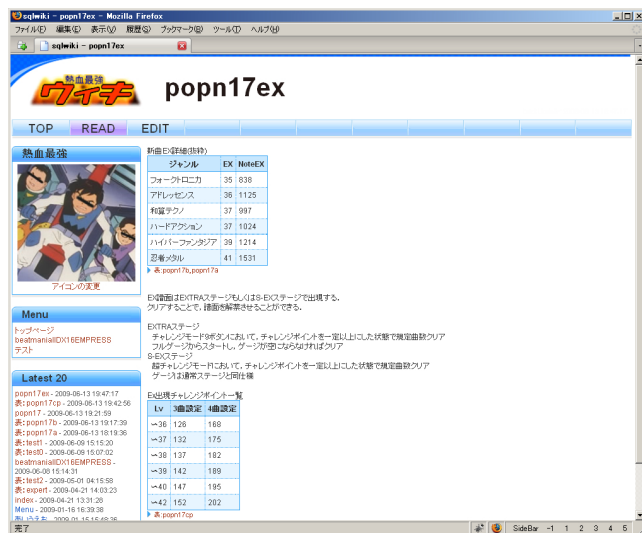 sqlwiki - popn17ex - Mozilla Firefox
ファイル(F) 編集(E) 表示(V) 履歴(S) ブックマーク(B) ツール(T) ヘルプ(H)
sqlwiki - popn17ex
熱血最強
ウィキ
popn17ex
TOP READ EDIT
熱血最強
アイコンの変更
Menu
トップページ
beatmaniaIIDX16EMPRESS
テスト
Latest 20
popn17ex - 2009-06-13 19:47:17
表:popn17cp - 2009-06-13 19:42:56
popn17 - 2009-06-13 19:21:59
表:popn17b - 2009-06-13 19:17:39
表:popn17a - 2009-06-13 18:19:36
表:test1 - 2009-06-09 15:15:20
表:test0 - 2009-06-09 15:07:02
beatmaniaIIDX16EMPRESS -
2009-06-08 15:14:31
表:test2 - 2009-05-01 04:15:58
表:expert - 2009-04-21 14:03:23
index - 2009-04-21 13:31:28
Menu - 2009-01-16 16:39:38
あいうえお - 2009-01-15 15:48:36
新曲EX詳細(抜粋)
ジャンル EX NoteEX
フォークトロニカ 35 838
アドレッセンス 36 1125
和算テクノ 37 997
ハードアクション 37 1024
ハイパーファンタジア 39 1214
忍者メタル 41 1531
表:popn17b,popn17a
EX譜面はEXTRAステージもしくはS-EXステージで出現する。
クリアすることで、譜面を解禁させることができる。
EXTRAステージ
チャレンジモード9ボタンにおいて、チャレンジポイントを一定以上にした状態で規定曲数クリア
フルゲージからスタートし、ゲージが空にならなければクリア
S-EXステージ
超チャレンジモードにおいて、チャレンジポイントを一定以上にした状態で規定曲数クリア
ゲージは通常ステージと同仕様
Ex出現チャレンジポイント一覧
Lv 3曲設定 4曲設定
~36 126 168
~37 132 175
~38 137 182
~39 142 189
~40 147 195
~42 152 202
表:popn17cp
完了
SideBar -1 1 2 3 4 5